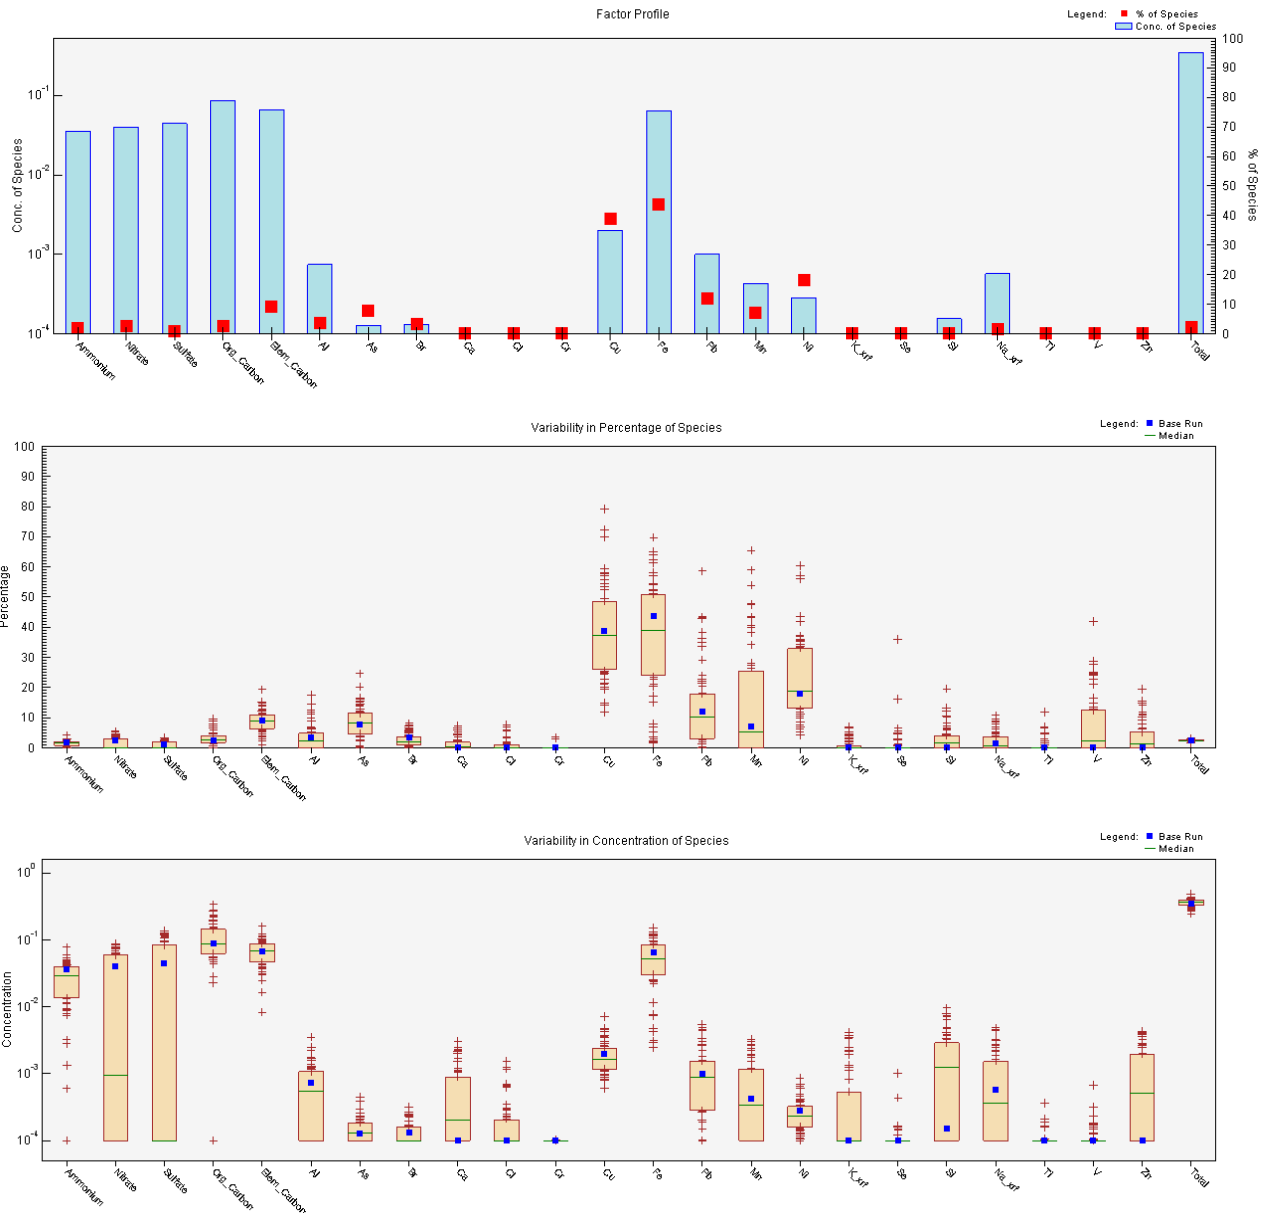 Factor Profile
Legend: % of Species
Conc. of Species
Conc. of Species
10^-1
10^-2
10^-3
10^-4
% of Species
100
90
80
70
60
50
40
30
20
10
0
Ammonium Nitrate Sulfate Org_Carbon Elem_Carbon Al As Br Ca Cl Cr Cu Fe Pb Mn Ni K_xrf Se Si Na_xrf Ti V Zn Total
Variability in Percentage of Species
Legend: Base Run
Median
Percentage
100
90
80
70
60
50
40
30
20
10
0
Ammonium Nitrate Sulfate Org_Carbon Elem_Carbon Al As Br Ca Cl Cr Cu Fe Pb Mn Ni K_xrf Se Si Na_xrf Ti V Zn Total
Variability in Concentration of Species
Legend: Base Run
Median
Concentration
10^0
10^-1
10^-2
10^-3
10^-4
Ammonium Nitrate Sulfate Org_Carbon Elem_Carbon Al As Br Ca Cl Cr Cu Fe Pb Mn Ni K_xrf Se Si Na_xrf Ti V Zn Total